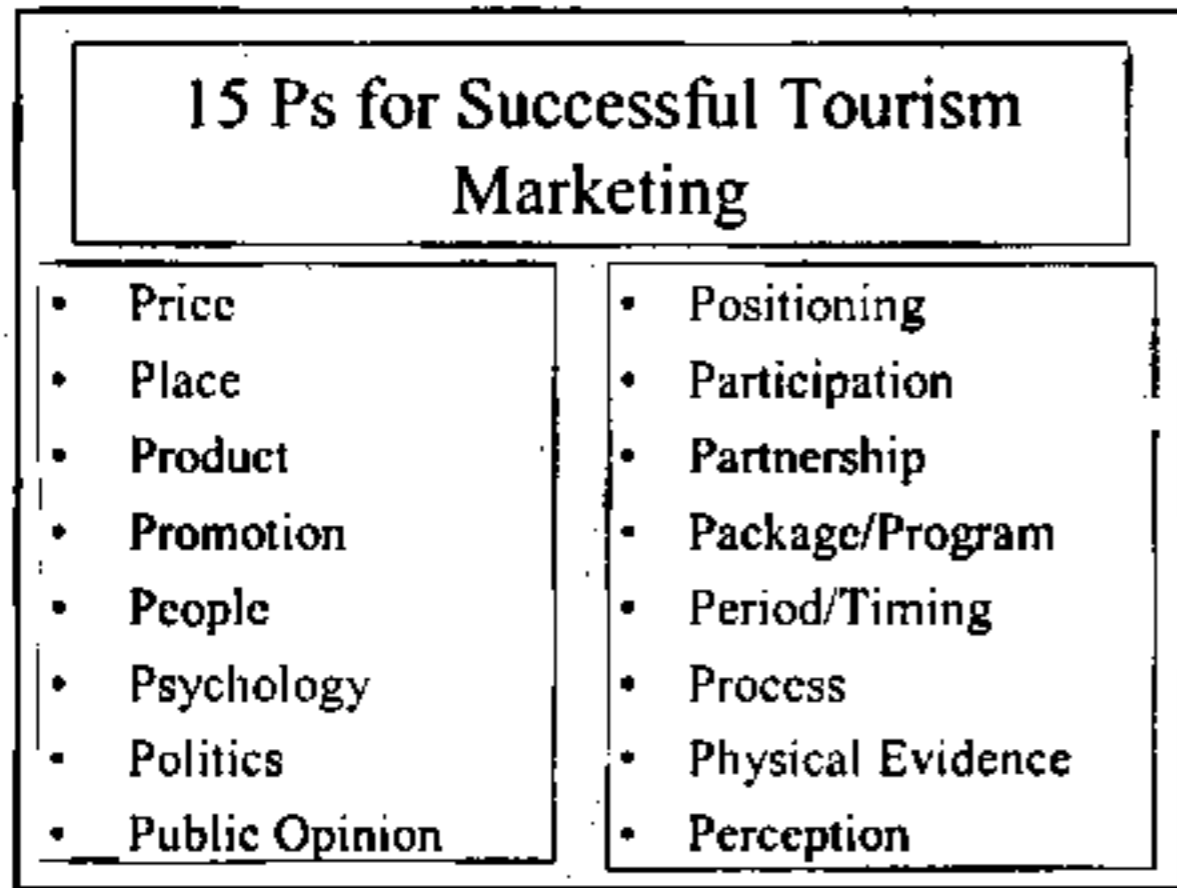 15 Ps for Successful Tourism
Marketing
• Price
• Place
• Product
• Promotion
• People
• Psychology
• Politics
• Public Opinion
• Positioning
• Participation
• Partnership
• Package/Program
• Period/Timing
• Process
• Physical Evidence
• Perception